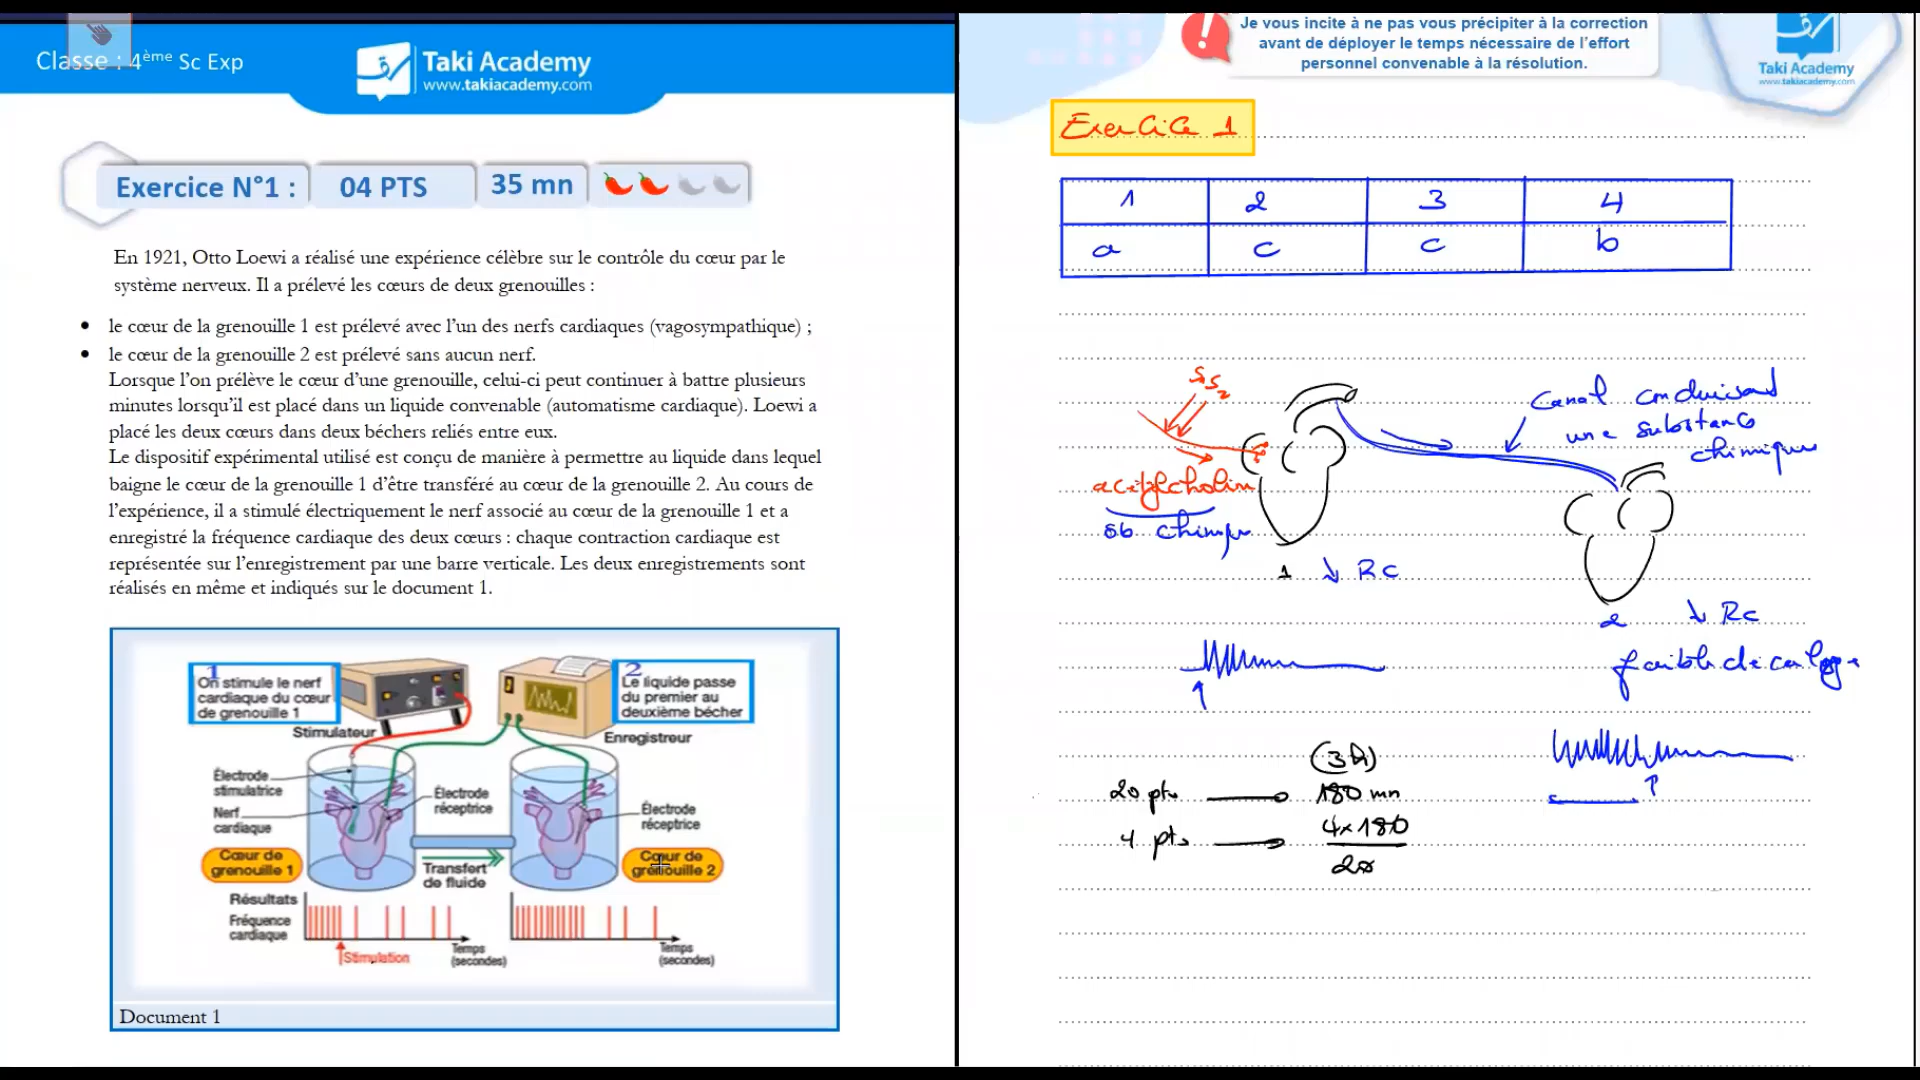 Classe : 4ème Sc Exp
Taki Academy
www.takiacademy.com
Exercice N°1 :
04 PTS
35 mn
En 1921, Otto Loewi a réalisé une expérience célèbre sur le contrôle du cœur par le
système nerveux. Il a prélevé les cœurs de deux grenouilles :
• le cœur de la grenouille 1 est prélevé avec l'un des nerfs cardiaques (vagosympathique) ;
• le cœur de la grenouille 2 est prélevé sans aucun nerf.
Lorsque l'on prélève le cœur d'une grenouille, celui-ci peut continuer à battre plusieurs
minutes lorsqu'il est placé dans un liquide convenable (automatisme cardiaque). Loewi a
placé les deux cœurs dans deux béchers reliés entre eux.
Le dispositif expérimental utilisé est conçu de manière à permettre au liquide dans lequel
baigne le cœur de la grenouille 1 d'être transféré au cœur de la grenouille 2. Au cours de
l'expérience, il a stimulé électriquement le nerf associé au cœur de la grenouille 1 et a
enregistré la fréquence cardiaque des deux cœurs : chaque contraction cardiaque est
représentée sur l'enregistrement par une barre verticale. Les deux enregistrements sont
réalisés en même et indiqués sur le document 1.
1
On stimule le nerf
cardiaque du cœur
de grenouille 1
2
Le liquide passe
du premier au
deuxième bécher
Stimulateur
Enregistreur
Électrode
stimulatrice
Nerf
cardiaque
Électrode
réceptrice
Électrode
réceptrice
Cœur de
grenouille 1
Transfert
de fluide
Cœur de
grenouille 2
Résultats
Fréquence
cardiaque
Stimulation
Temps
(secondes)
Temps
(secondes)
Document 1
Je vous incite à ne pas vous précipiter à la correction
avant de déployer le temps nécessaire de l'effort
personnel convenable à la résolution.
Taki Academy
www.takiacademy.com
Exercice 1
1 2 3 4
a c c b
Canal conduisant
une substance
chimique
1 ↓ RC
2 ↓ RC
(3h)
20 pts → 180 mn
4 pts → 4x180
20